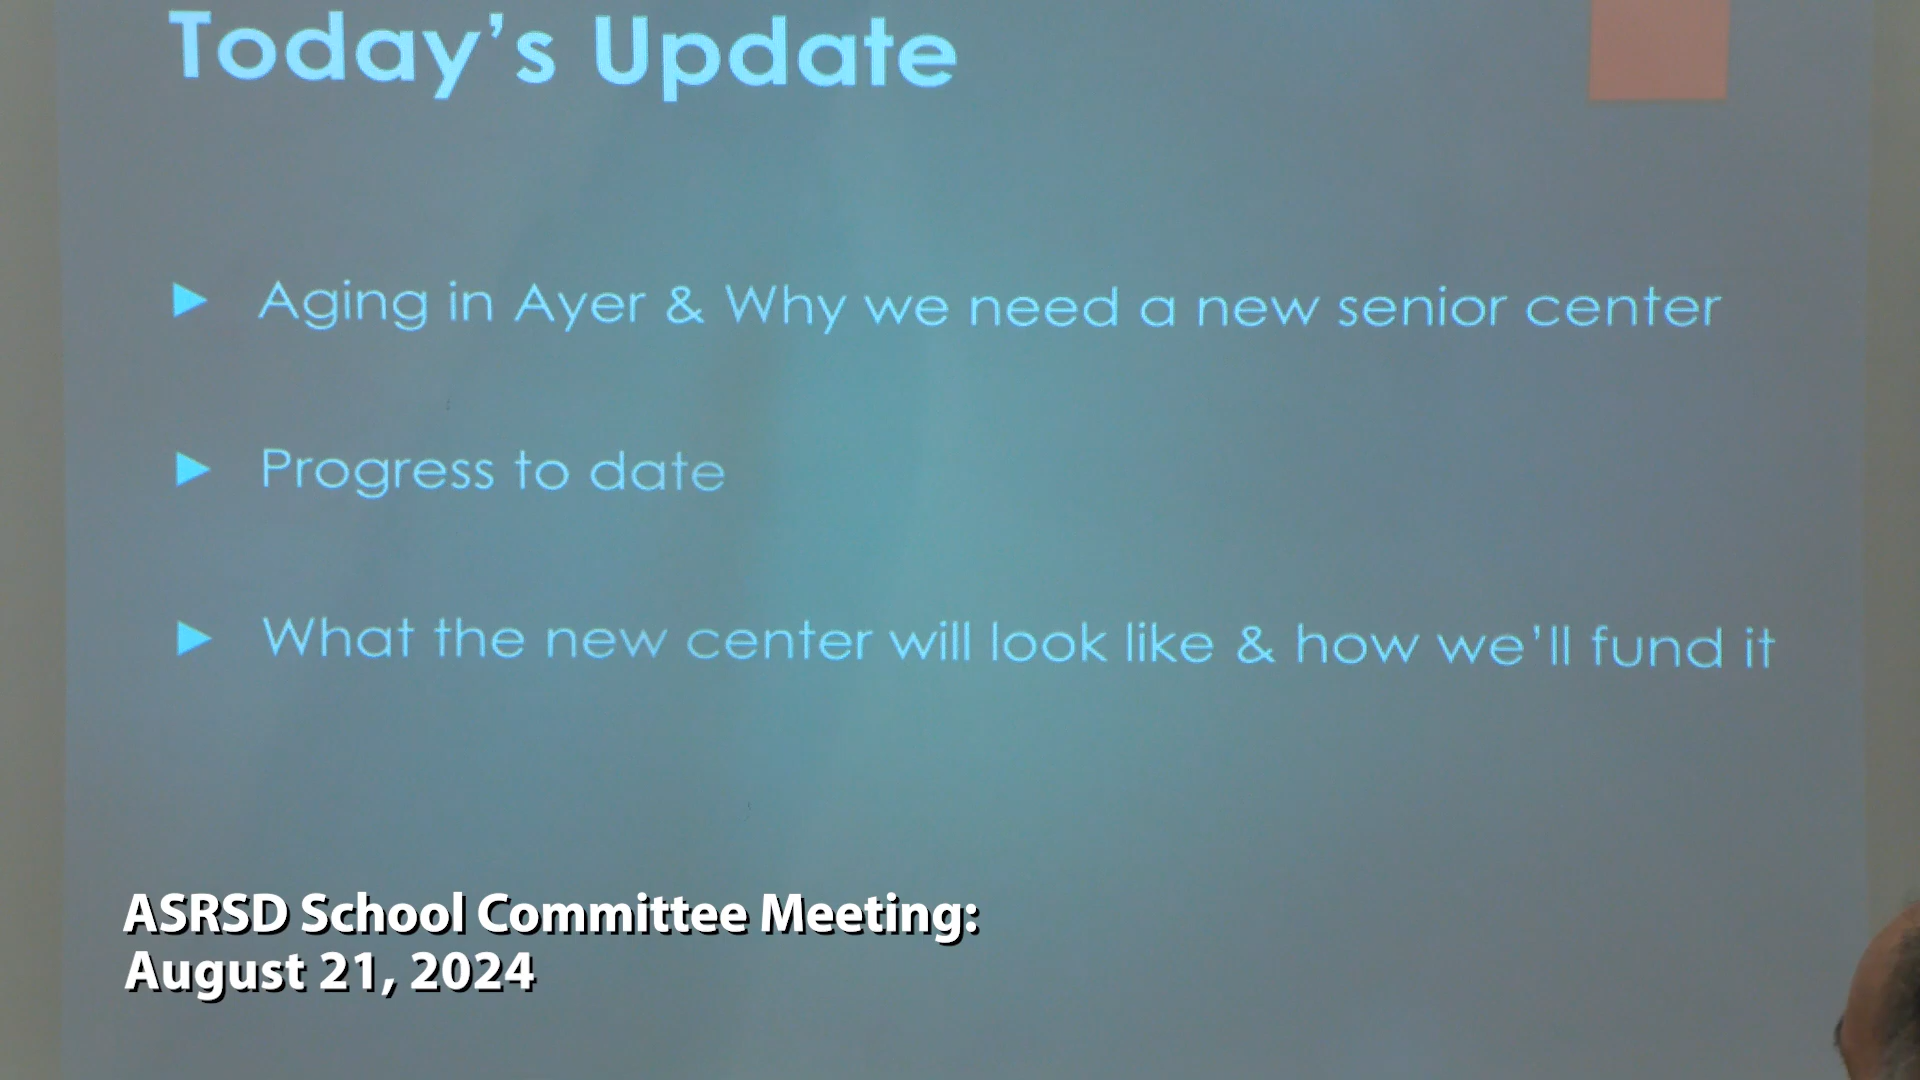 Today’s Update
Aging in Ayer & Why we need a new senior center
Progress to date
What the new center will look like & how we’ll fund it
ASRSD School Committee Meeting:
August 21, 2024